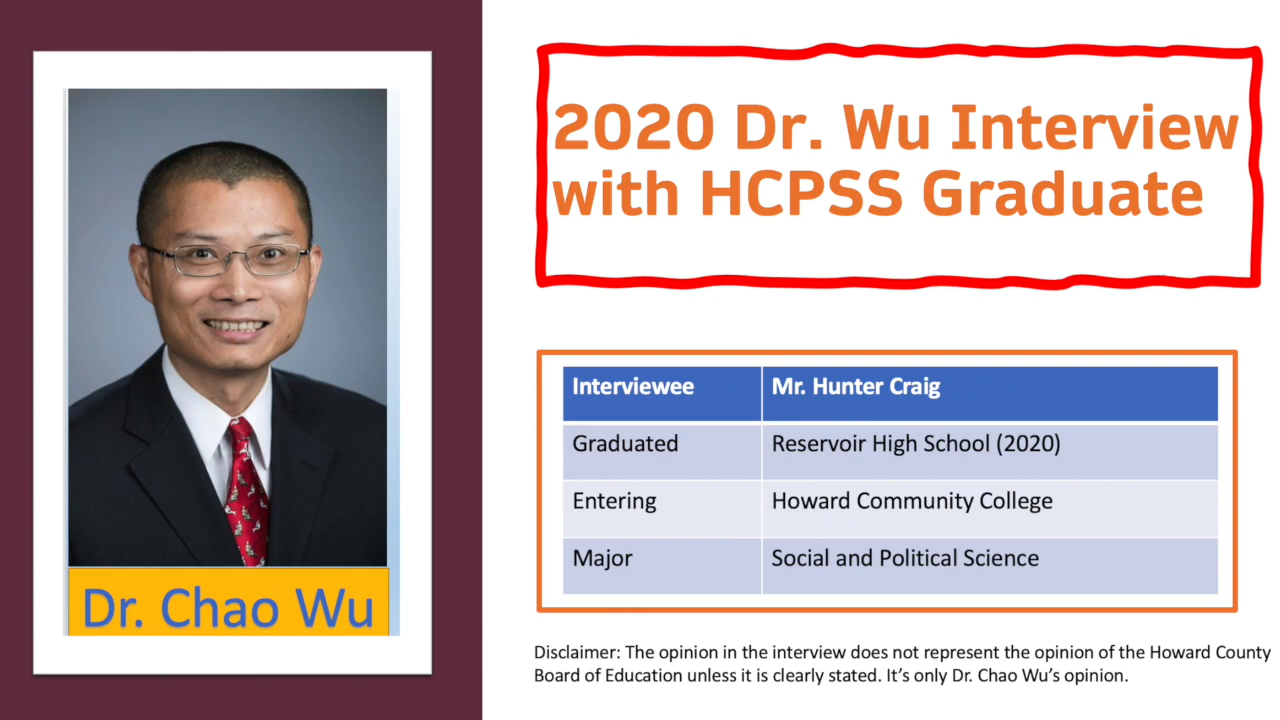 2020 Dr. Wu Interview
with HCPSS Graduate
Interviewee Mr. Hunter Craig
Graduated Reservoir High School (2020)
Entering Howard Community College
Major Social and Political Science
Dr. Chao Wu
Disclaimer: The opinion in the interview does not represent the opinion of the Howard County
Board of Education unless it is clearly stated. It’s only Dr. Chao Wu’s opinion.